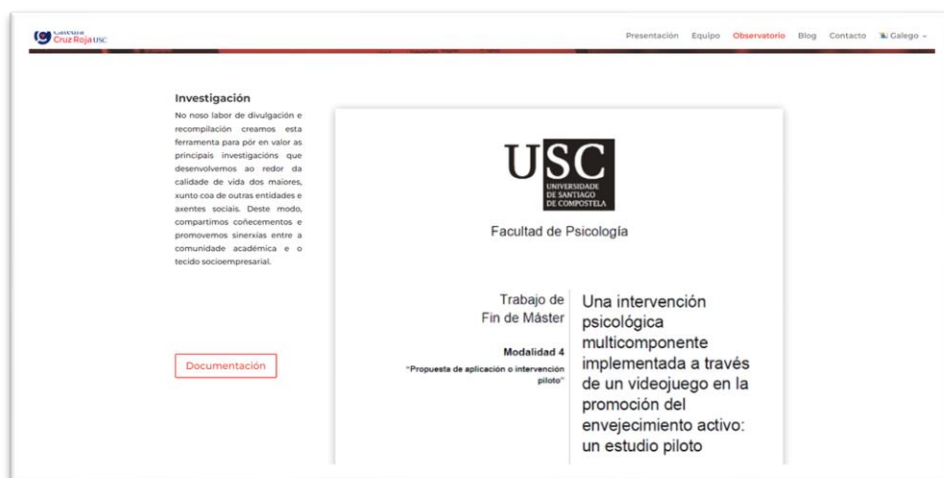 Cruz Roja USC
Presentación Equipo Observatorio Blog Contacto Galego
Investigación
No noso labor de divulgación e
recompilación creamos esta
ferramenta para pór en valor as
principais investigacións que
desenvolvemos ao redor da
calidade de vida dos maiores,
xunto coa de outras entidades e
axentes sociais. Deste modo,
compartimos coñecementos e
promovemos sinerxías entre a
comunidade académica e o
tecido socioempresarial.
Documentación
USC
UNIVERSIDADE
DE SANTIAGO
DE COMPOSTELA
Facultad de Psicología
Trabajo de
Fin de Máster
Modalidad 4
“Propuesta de aplicación o intervención
piloto”
Una intervención
psicológica
multicomponente
implementada a través
de un videojuego en la
promoción del
envejecimiento activo:
un estudio piloto